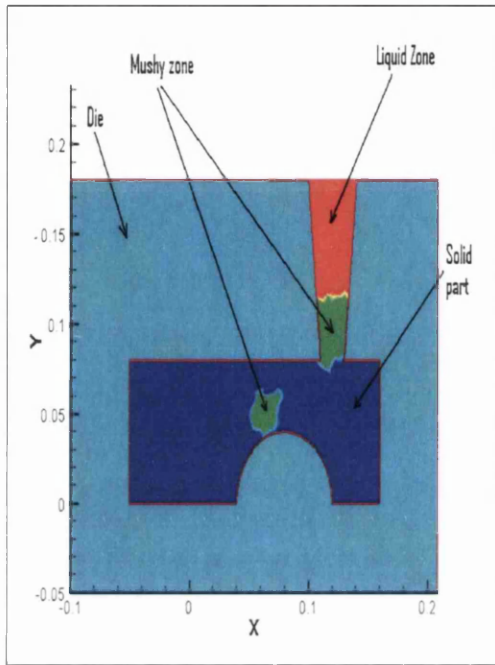 Liquid Zone
Mushy zone
Die
Solid
part
0.2
0.15
0.1
0.05
0
-0.05
Y
-0.1
0
0.1
0.2
X